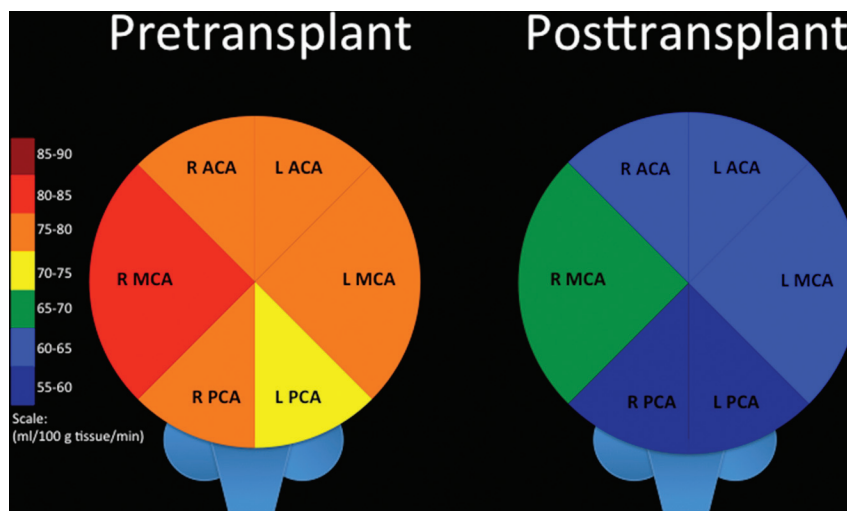 Pretransplant
Posttransplant
85-90
80-85
75-80
70-75
65-70
60-65
55-60
Scale:
(ml/100 g tissue/min)
R ACA
L ACA
R MCA
L MCA
R PCA
L PCA
R ACA
L ACA
R MCA
L MCA
R PCA
L PCA